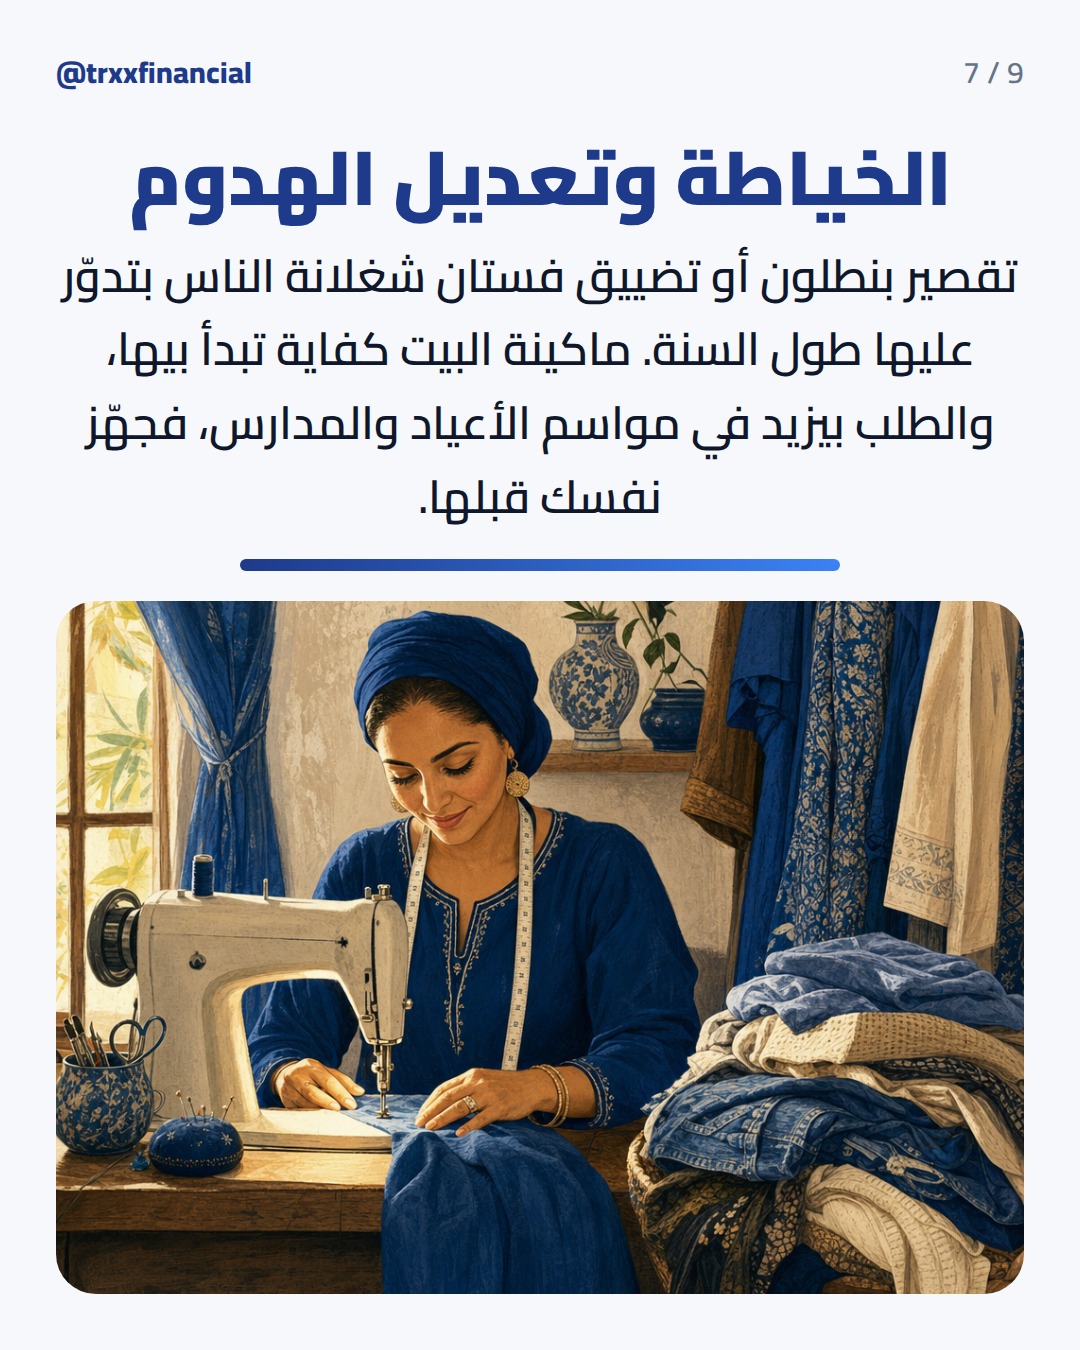 @trxxfinancial
7 / 9
الخياطة وتعديل الهدوم
تقصير بنطلون أو تضييق فستان شغلانة الناس بتدوّر
عليها طول السنة. ماكينة البيت كفاية تبدأ بيها،
والطلب بيزيد في مواسم الأعياد والمدارس، فجهّز
نفسك قبلها.